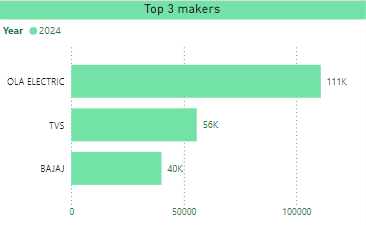 Top 3 makers
Year 2024
OLA ELECTRIC 111K
TVS 56K
BAJAJ 40K
0 50000 100000